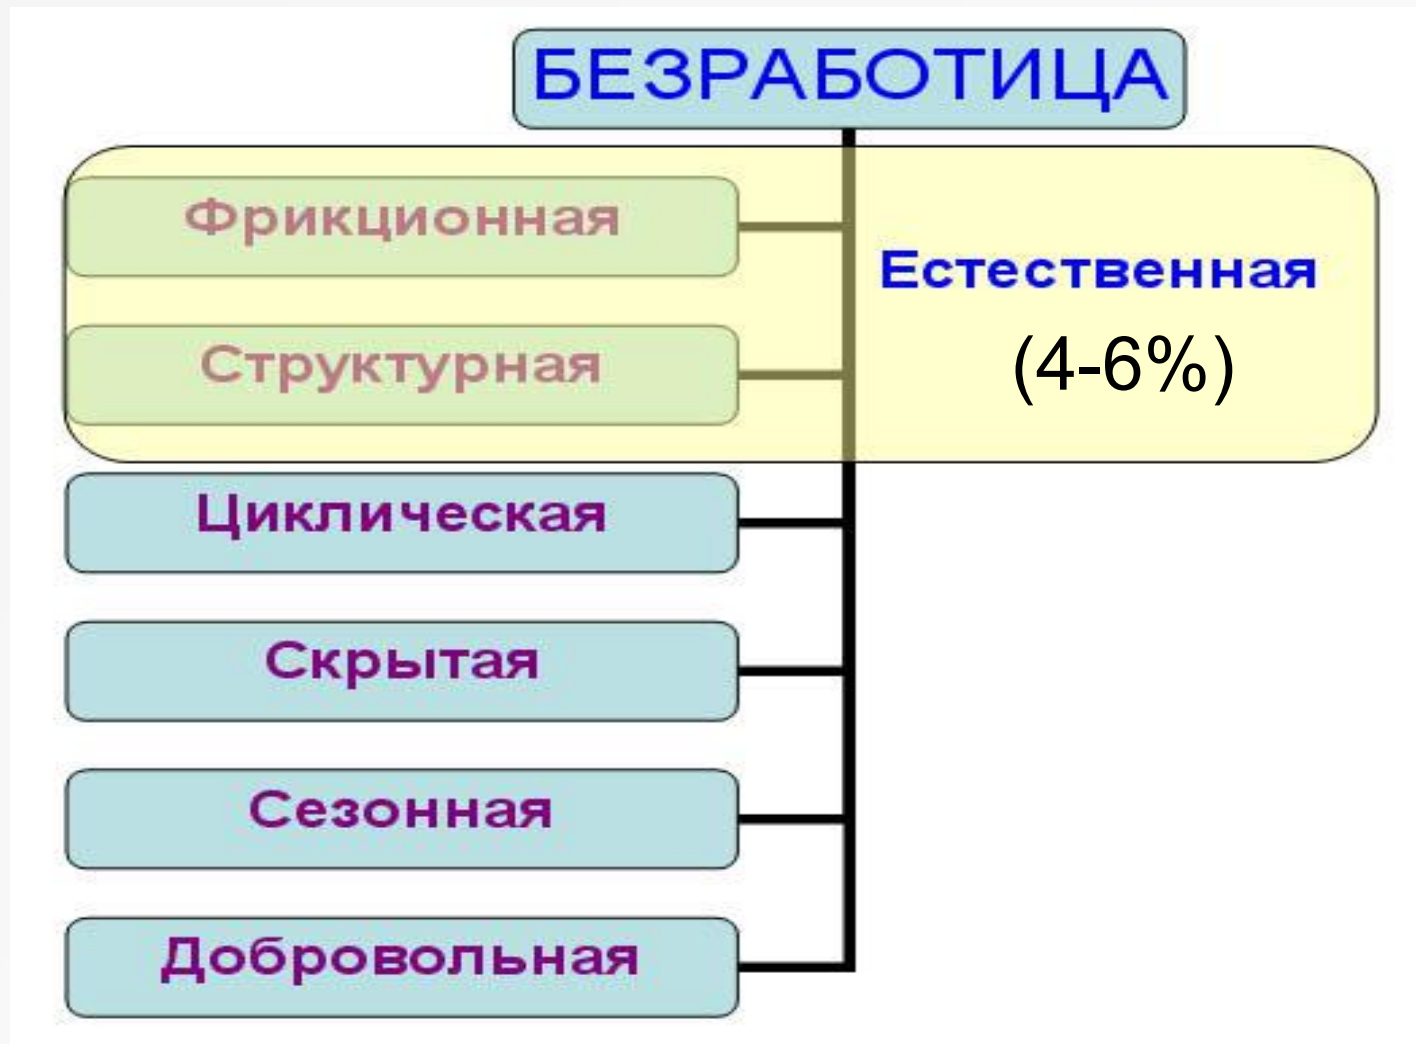 БЕЗРАБОТИЦА
Фрикционная
Естественная
Структурная
(4-6%)
Циклическая
Скрытая
Сезонная
Добровольная